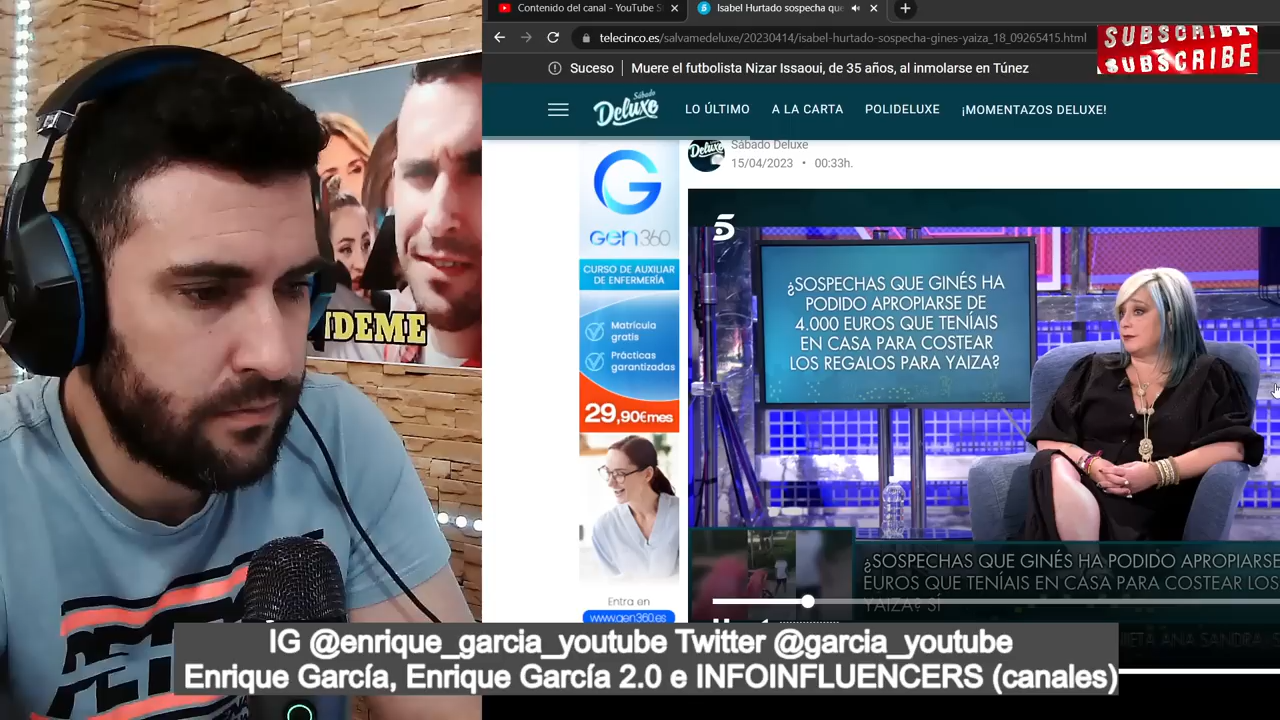 Contenido del canal - YouTube S
Isabel Hurtado sospecha que
telecinco.es/salvamedeluxe/20230414/isabel-hurtado-sospecha-gines-yaiza_18_09265415.html
SUBSCRIBE
SUBSCRIBE
Suceso
Muere el futbolista Nizar Issaoui, de 35 años, al inmolarse en Túnez
Sábado
Deluxe
LO ÚLTIMO
A LA CARTA
POLIDELUXE
¡MOMENTAZOS DELUXE!
Deluxe
Sábado Deluxe
15/04/2023 • 00:33h.
G
Gen360
CURSO DE AUXILIAR
DE ENFERMERÍA
Matrícula
gratis
Prácticas
garantizadas
29,90€mes
Entra en
www.gen360.es
5
¿SOSPECHAS QUE GINÉS HA
PODIDO APROPIARSE DE
4.000 EUROS QUE TENÍAIS
EN CASA PARA COSTEAR
LOS REGALOS PARA YAIZA?
¿SOSPECHAS QUE GINÉS HA PODIDO APROPIARSE
EUROS QUE TENÍAIS EN CASA PARA COSTEAR LOS
YAIZA? SÍ
NDEME
IG @enrique_garcia_youtube Twitter @garcia_youtube
Enrique García, Enrique García 2.0 e INFOINFLUENCERS (canales)